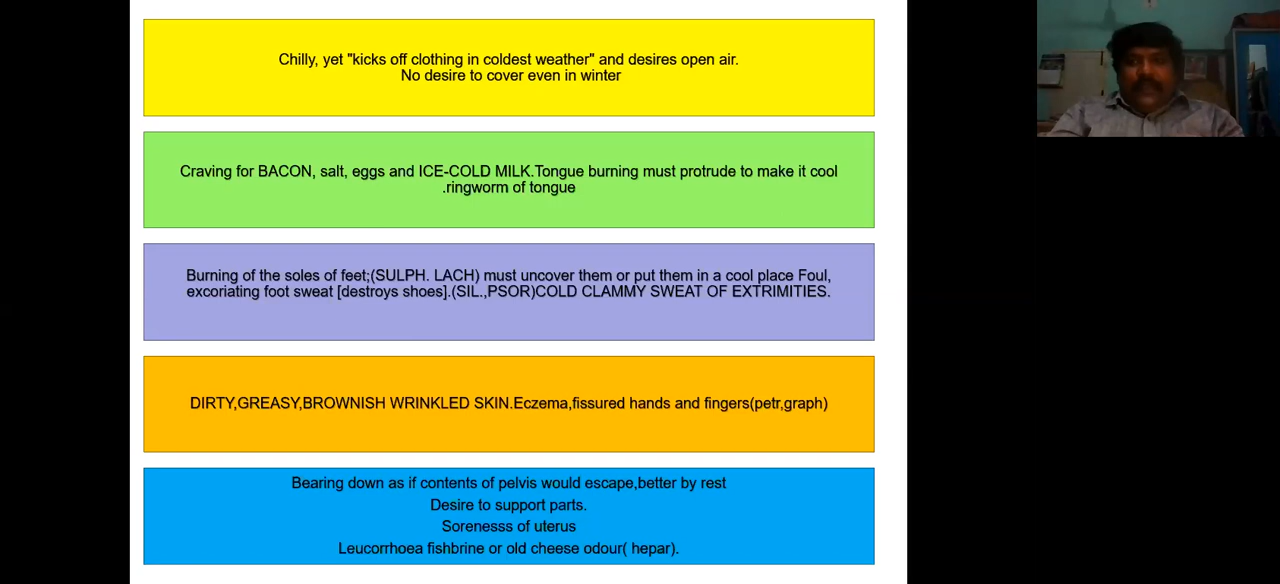 Chilly, yet "kicks off clothing in coldest weather" and desires open air.
No desire to cover even in winter
Craving for BACON, salt, eggs and ICE-COLD MILK.Tongue burning must protrude to make it cool
.ringworm of tongue
Burning of the soles of feet;(SULPH. LACH) must uncover them or put them in a cool place Foul,
excoriating foot sweat [destroys shoes].(SIL.,PSOR)COLD CLAMMY SWEAT OF EXTRIMITIES.
DIRTY,GREASY,BROWNISH WRINKLED SKIN.Eczema,fissured hands and fingers(petr,graph)
Bearing down as if contents of pelvis would escape,better by rest
Desire to support parts.
Sorenesss of uterus
Leucorrhoea fishbrine or old cheese odour( hepar).